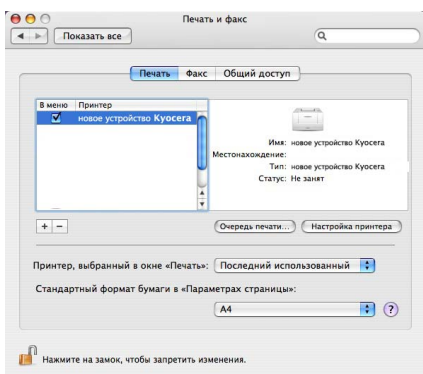 Печать и факс
Показать все
Печать Факс Общий доступ
В меню Принтер
новое устройство Kyocera
Имя: новое устройство Kyocera
Местонахождение:
Тип: новое устройство Kyocera
Статус: Не занят
+ −
Очередь печати... Настройка принтера
Принтер, выбранный в окне «Печать»: Последний использованный
Стандартный формат бумаги в «Параметрах страницы»:
A4 ?
Нажмите на замок, чтобы запретить изменения.